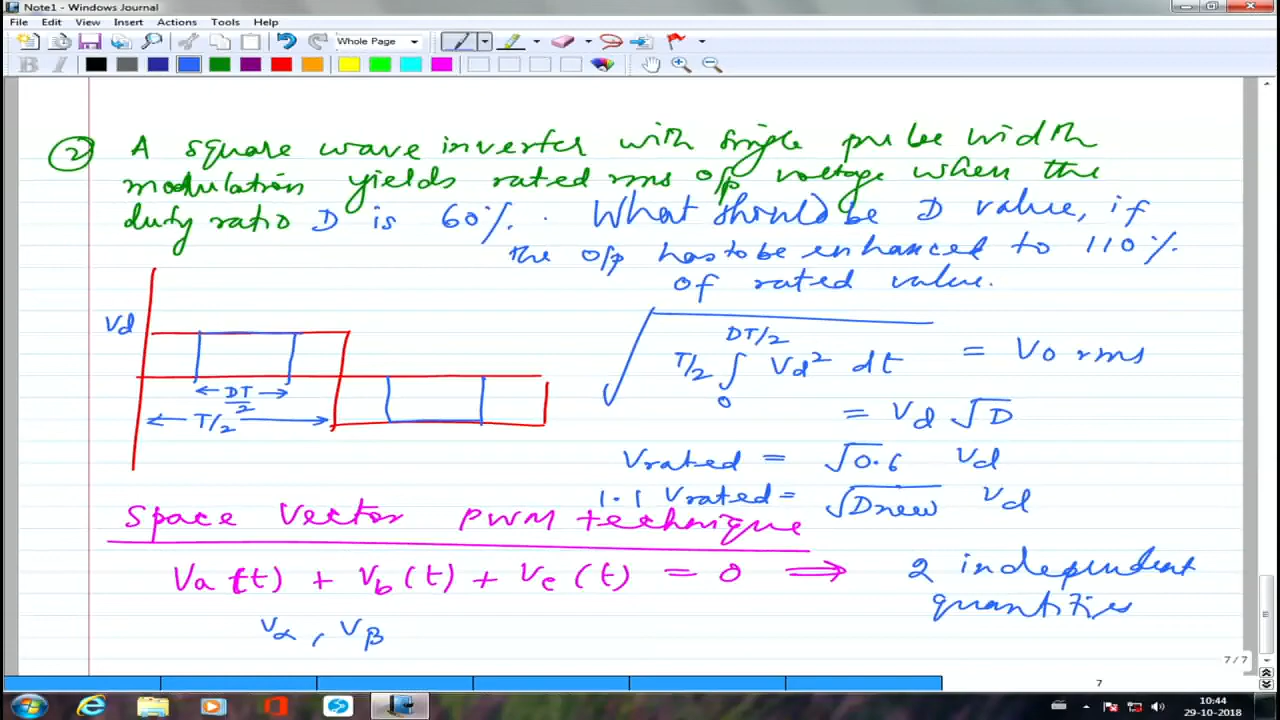 Note1 - Windows Journal
File Edit View Insert Actions Tools Help
Whole Page
B I
② A square wave inverter with single pulse width
modulation yields rated rms o/p voltage when the
duty ratio D is 60%. What should be D value, if
the o/p has to be enhanced to 110%
of rated value.
Vd
DT/2
T/2
√ T/2 ∫₀^{DT/2} Vd² dt = Vo rms
= Vd √D
Vrated = √0.6 Vd
1.1 Vrated = √Dnew Vd
Space Vector PWM technique
Va(t) + Vb(t) + Vc(t) = 0 ⇒ 2 independent
quantities
Vα, Vβ
7 / 7
7
10:44
29-10-2018